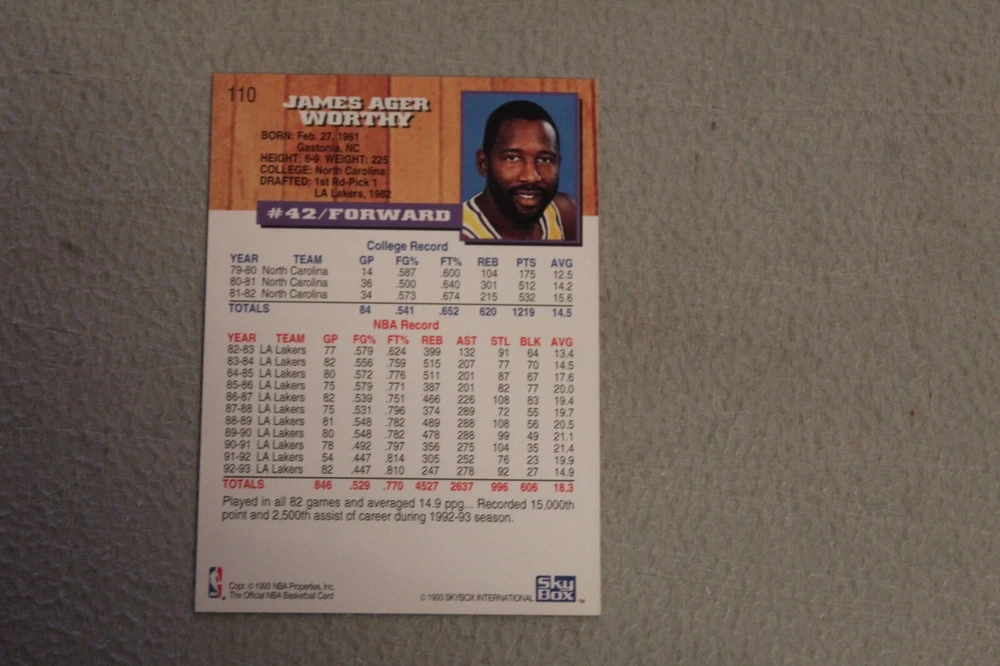 110
JAMES AGER
WORTHY
BORN: Feb. 27, 1961
Gastonia, NC
HEIGHT: 6-9 WEIGHT: 225
COLLEGE: North Carolina
DRAFTED: 1st Rd-Pick 1
LA Lakers, 1982
#42/FORWARD
College Record
YEAR TEAM GP FG% FT% REB PTS AVG
79-80 North Carolina 14 .587 .600 104 175 12.5
80-81 North Carolina 36 .500 .640 301 512 14.2
81-82 North Carolina 34 .573 .674 215 532 15.6
TOTALS 84 .541 .652 620 1219 14.5
NBA Record
YEAR TEAM GP FG% FT% REB AST STL BLK AVG
82-83 LA Lakers 77 .579 .624 399 132 91 64 13.4
83-84 LA Lakers 82 .556 .759 515 207 77 70 14.5
84-85 LA Lakers 80 .572 .776 511 201 87 67 17.6
85-86 LA Lakers 75 .579 .771 387 201 82 77 20.0
86-87 LA Lakers 82 .539 .751 466 226 108 83 19.4
87-88 LA Lakers 75 .531 .796 374 289 72 55 19.7
88-89 LA Lakers 81 .548 .782 489 288 108 56 20.5
89-90 LA Lakers 80 .548 .782 478 288 99 49 21.1
90-91 LA Lakers 78 .492 .797 356 275 104 35 21.4
91-92 LA Lakers 54 .447 .814 305 252 76 23 19.9
92-93 LA Lakers 82 .447 .810 247 278 92 27 14.9
TOTALS 846 .529 .770 4527 2637 996 606 18.3
Played in all 82 games and averaged 14.9 ppg... Recorded 15,000th
point and 2,500th assist of career during 1992-93 season.
Copr. © 1993 NBA Properties, Inc.
The Official NBA Basketball Card
© 1993 SKYBOX INTERNATIONAL
Sky
Box
™